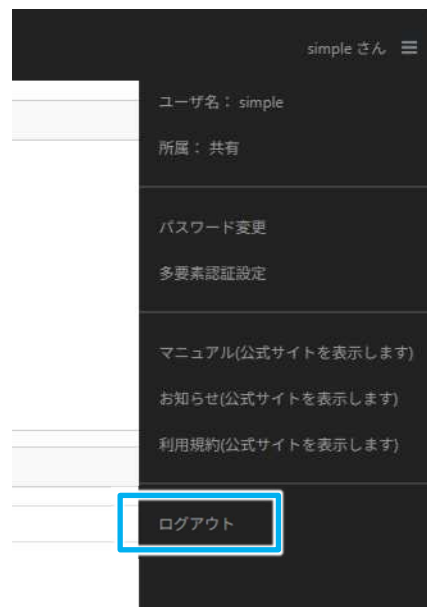 simple さん
ユーザ名： simple
所属： 共有
パスワード変更
多要素認証設定
マニュアル(公式サイトを表示します)
お知らせ(公式サイトを表示します)
利用規約(公式サイトを表示します)
ログアウト